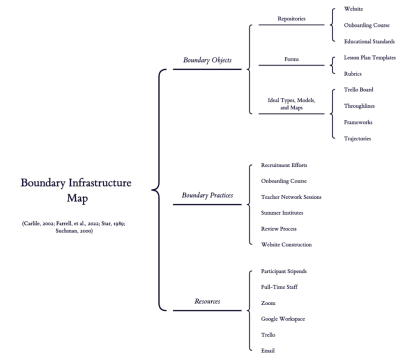 Boundary Infrastructure
Map
(Carlile, 2002; Farrell, et al., 2022; Star, 1989;
Suchman, 2000)
Boundary Objects
Repositories
Website
Onboarding Course
Educational Standards
Forms
Lesson Plan Templates
Rubrics
Ideal Types, Models,
and Maps
Trello Board
Throughlines
Frameworks
Trajectories
Boundary Practices
Recruitment Efforts
Onboarding Course
Teacher Network Sessions
Summer Institutes
Review Process
Website Construction
Resources
Participant Stipends
Full-Time Staff
Zoom
Google Workspace
Trello
Email